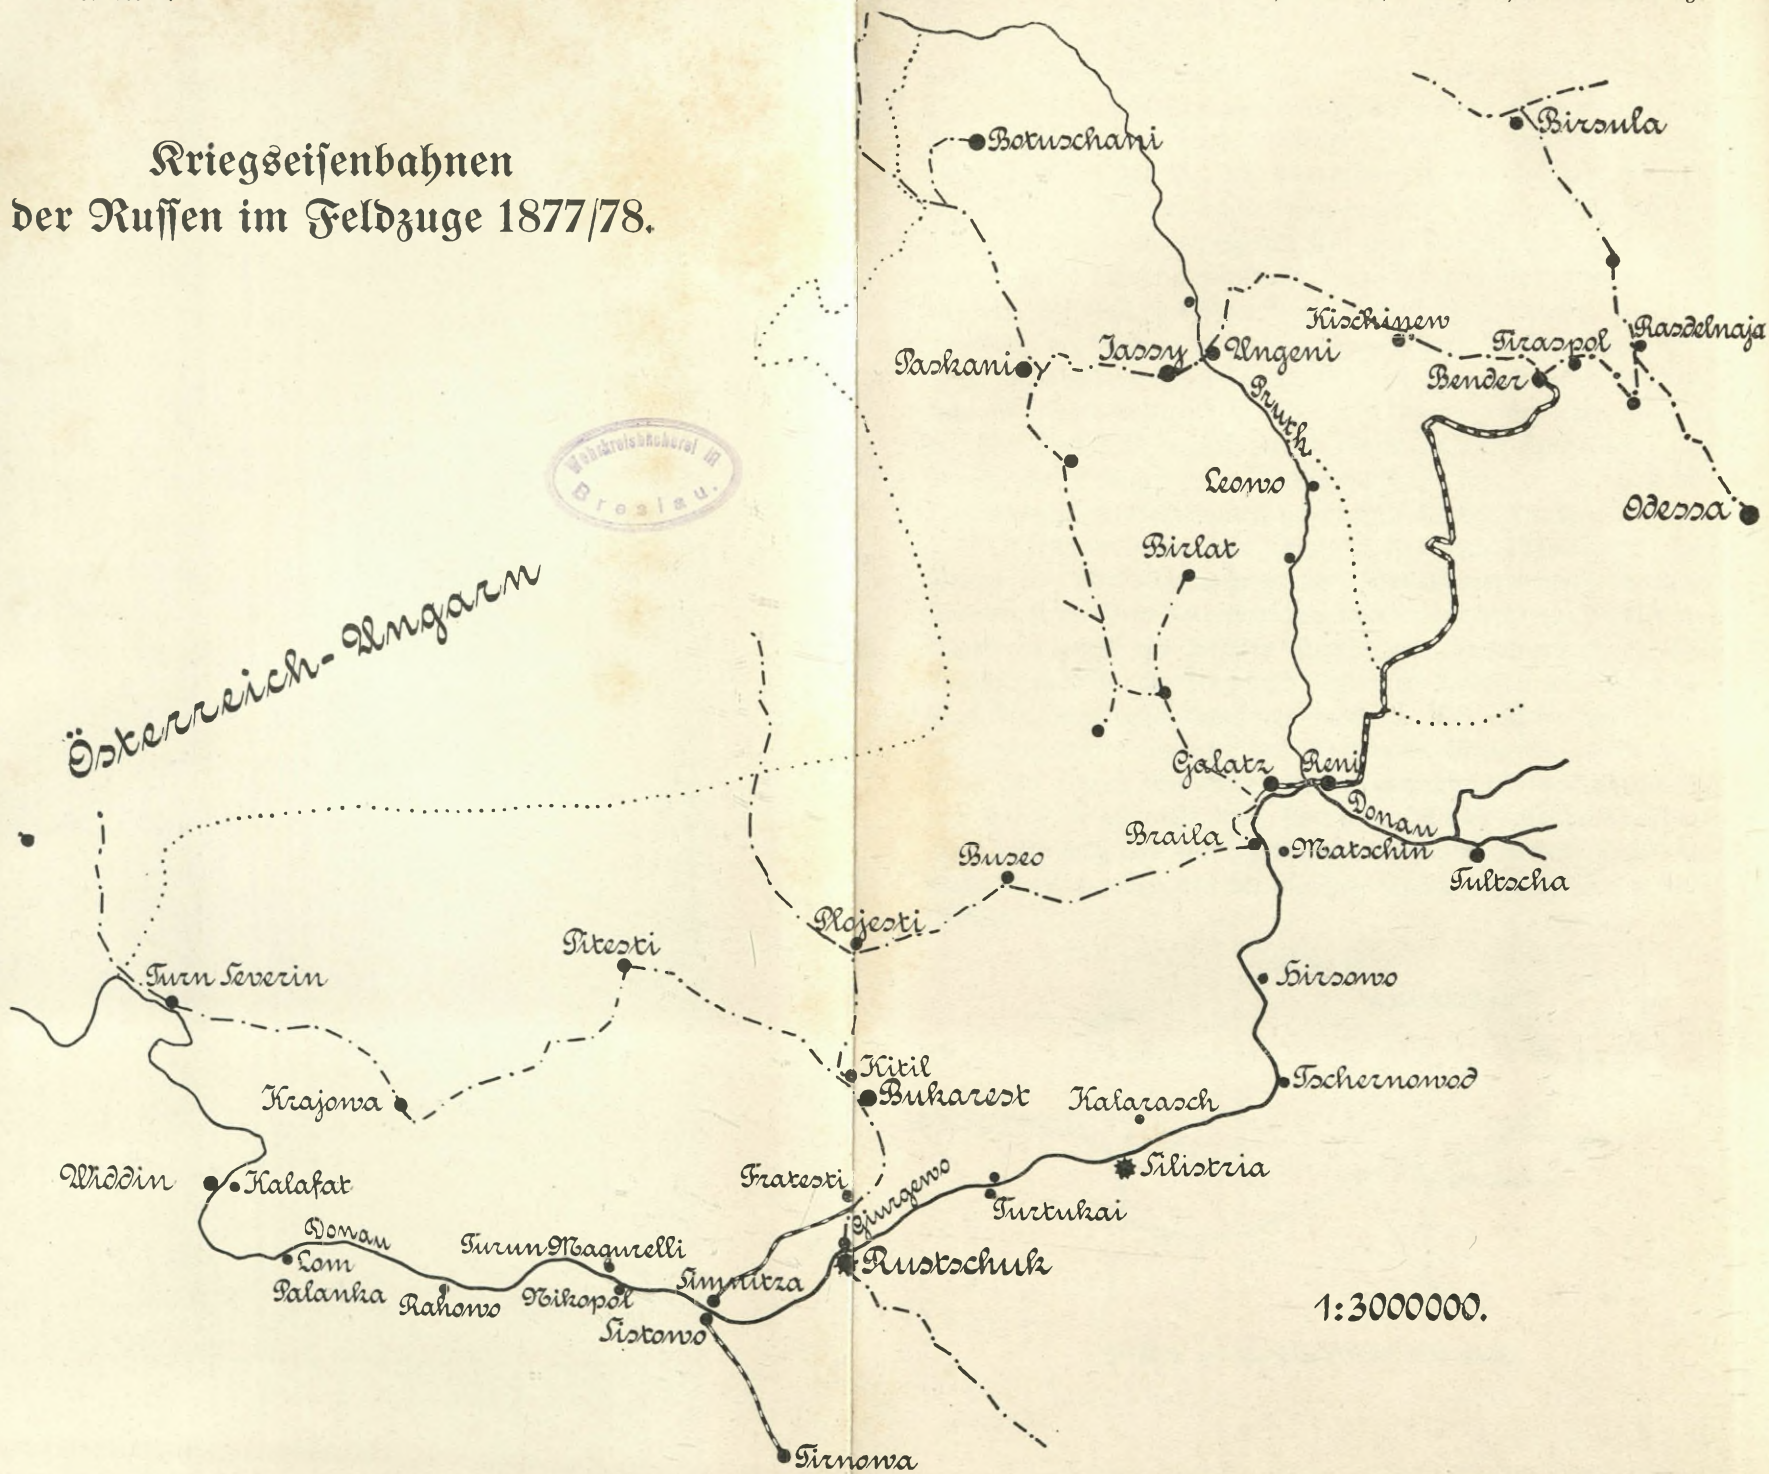 Kriegseisenbahnen
der Russen im Feldzuge 1877/78.
Botuschani
Birsula
Kischinew
Tiraspol
Rasdelnaja
Paskani
Jassy
Ungeni
Bender
Pruth
Leowo
Odessa
Wehrkreisbücherei
Breslau.
Birlat
Österreich-Ungarn
Galatz
Reni
Donau
Braila
Matschin
Buseo
Tultscha
Plojesti
Pitesti
Turn Severin
Hirsowo
Kitil
Bukarest
Tschernowod
Kalarasch
Krajowa
Widdin
Kalafat
Fratesti
Giurgewo
Silistria
Turtukai
Donau
Turun Magurelli
Lom
Palanka
Rahowo
Nikopol
Simnitza
Rustschuk
Sistowo
1:3000000.
Tirnowa